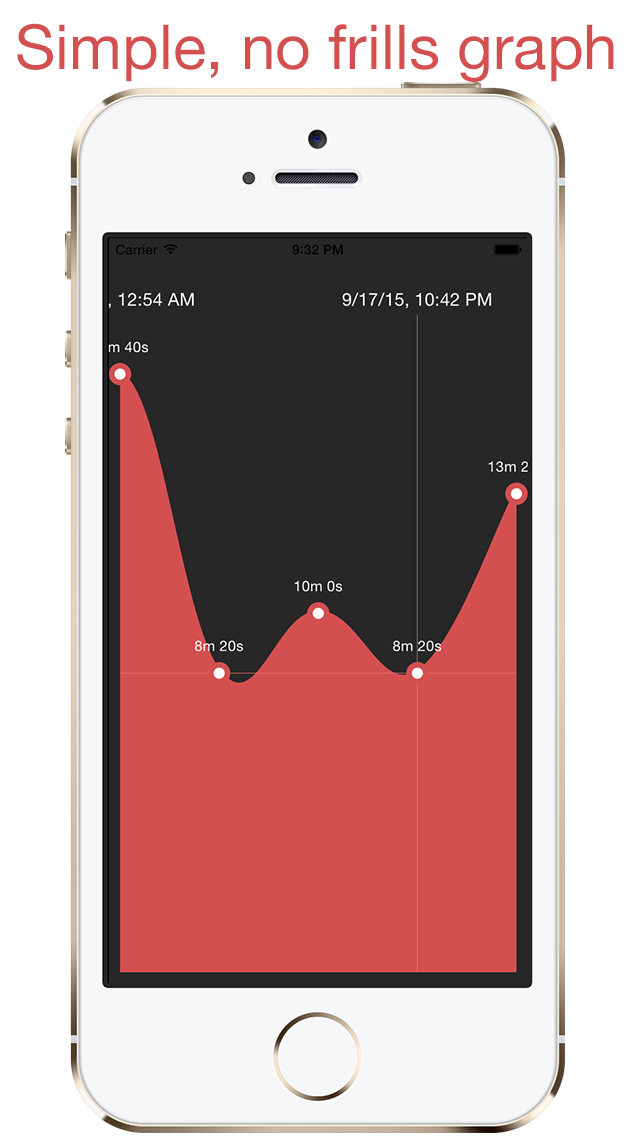 Simple, no frills graph
Carrier 9:32 PM
, 12:54 AM 9/17/15, 10:42 PM
m 40s
13m 2
10m 0s
8m 20s 8m 20s